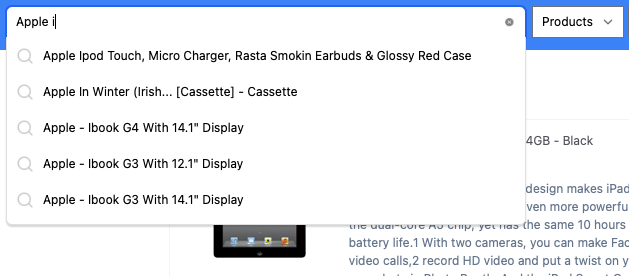 Apple i
Products
Apple Ipod Touch, Micro Charger, Rasta Smokin Earbuds & Glossy Red Case
Apple In Winter (Irish... [Cassette] - Cassette
Apple - Ibook G4 With 14.1" Display
4GB - Black
Apple - Ibook G3 With 12.1" Display
Apple - Ibook G3 With 14.1" Display
design makes iPad
even more powerfu
the dual-core A5 chip, yet has the same 10 hours
battery life.1 With two cameras, you can make Fac
video calls,2 record HD video and put a twist on y